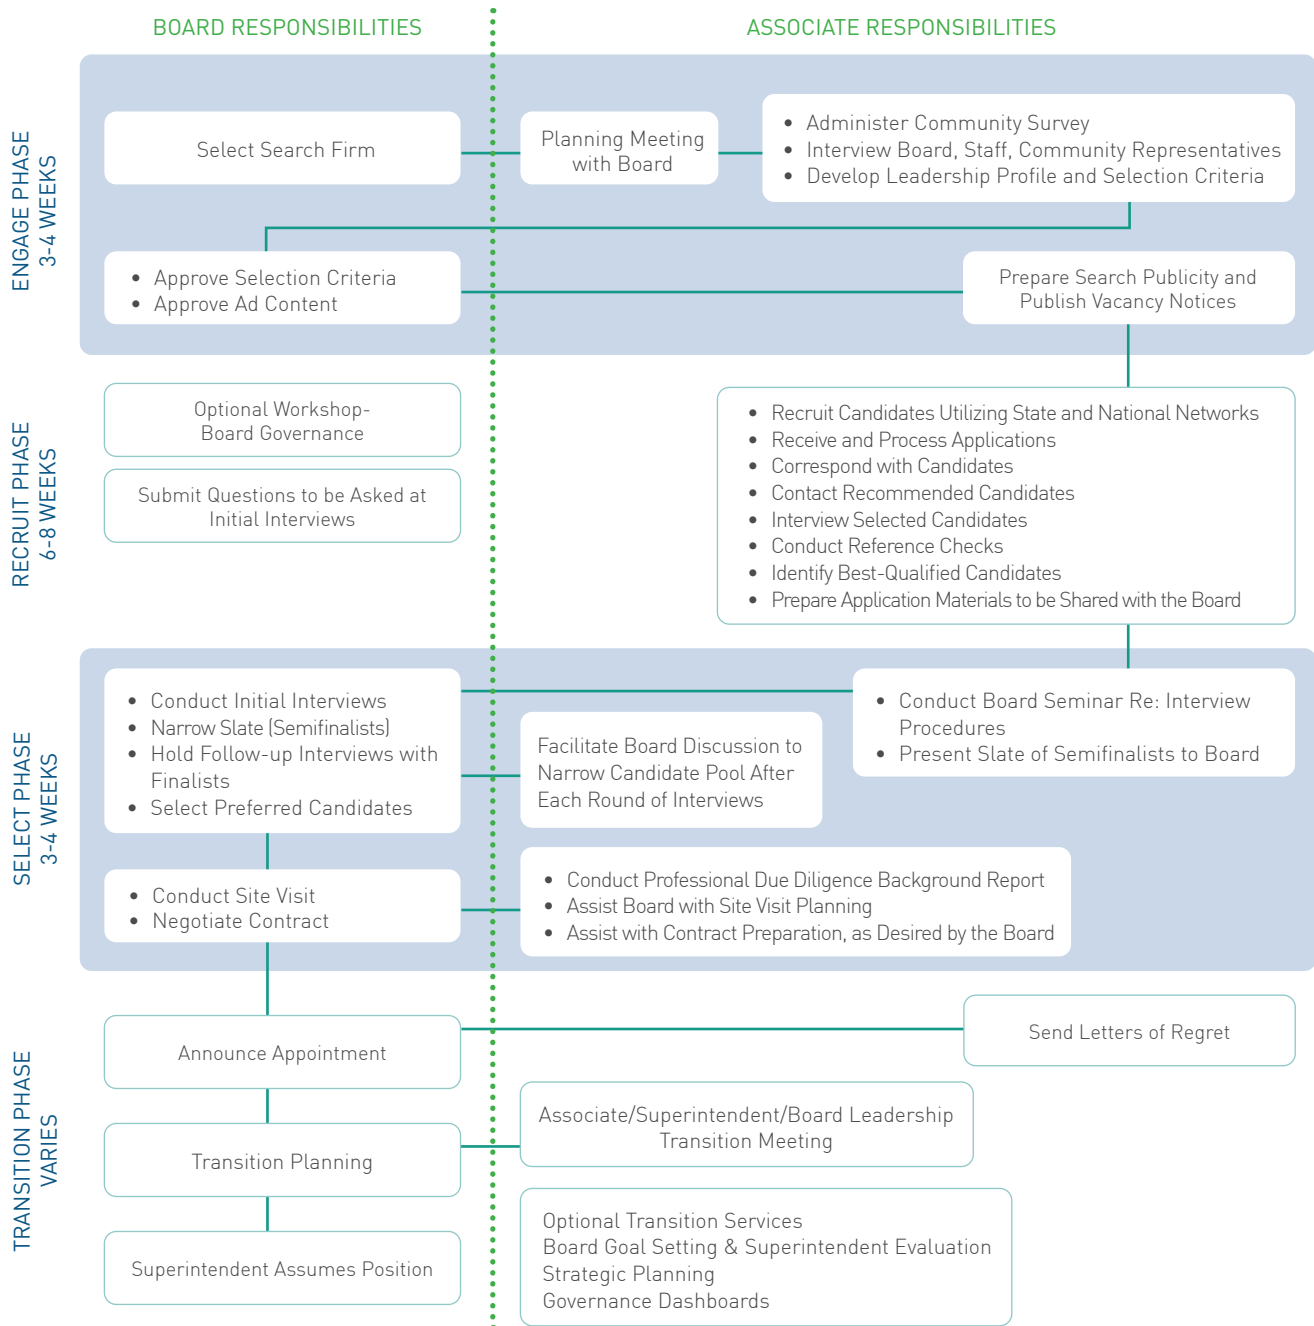 BOARD RESPONSIBILITIES
ASSOCIATE RESPONSIBILITIES
ENGAGE PHASE
3-4 WEEKS
Select Search Firm
Planning Meeting
with Board
• Administer Community Survey
• Interview Board, Staff, Community Representatives
• Develop Leadership Profile and Selection Criteria
• Approve Selection Criteria
• Approve Ad Content
Prepare Search Publicity and
Publish Vacancy Notices
RECRUIT PHASE
6-8 WEEKS
Optional Workshop-
Board Governance
Submit Questions to be Asked at
Initial Interviews
• Recruit Candidates Utilizing State and National Networks
• Receive and Process Applications
• Correspond with Candidates
• Contact Recommended Candidates
• Interview Selected Candidates
• Conduct Reference Checks
• Identify Best-Qualified Candidates
• Prepare Application Materials to be Shared with the Board
SELECT PHASE
3-4 WEEKS
• Conduct Initial Interviews
• Narrow Slate (Semifinalists)
• Hold Follow-up Interviews with
Finalists
• Select Preferred Candidates
Facilitate Board Discussion to
Narrow Candidate Pool After
Each Round of Interviews
• Conduct Board Seminar Re: Interview
Procedures
• Present Slate of Semifinalists to Board
• Conduct Site Visit
• Negotiate Contract
• Conduct Professional Due Diligence Background Report
• Assist Board with Site Visit Planning
• Assist with Contract Preparation, as Desired by the Board
TRANSITION PHASE
VARIES
Announce Appointment
Send Letters of Regret
Transition Planning
Associate/Superintendent/Board Leadership
Transition Meeting
Superintendent Assumes Position
Optional Transition Services
Board Goal Setting & Superintendent Evaluation
Strategic Planning
Governance Dashboards